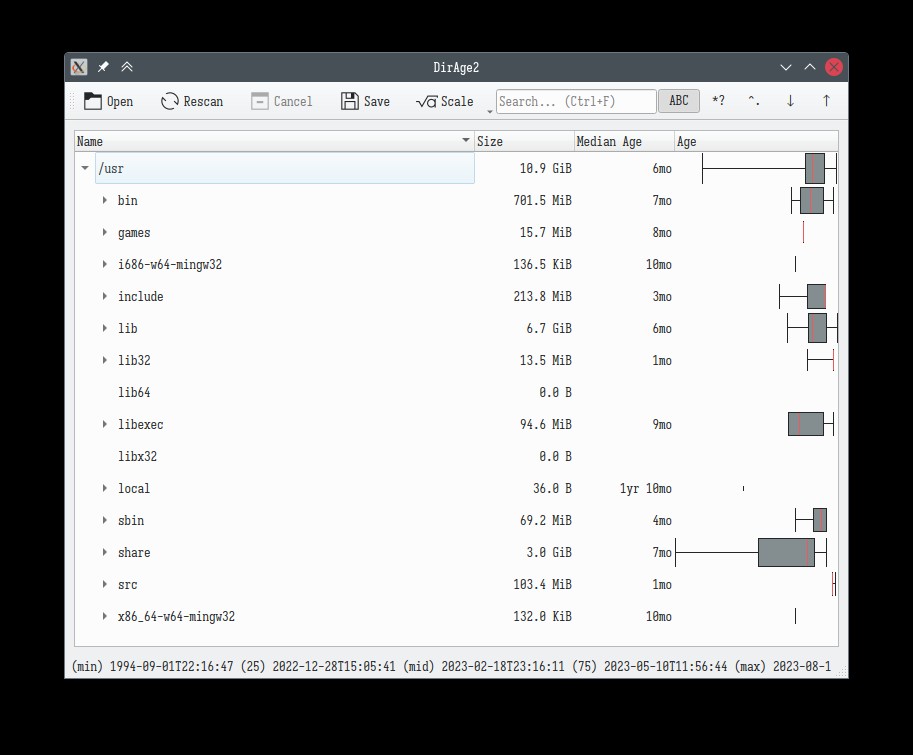 DirAge2
Open Rescan Cancel Save Scale Search... (Ctrl+F) ABC *? ^. ↓ ↑
Name Size Median Age Age
/usr 10.9 GiB 6mo
bin 701.5 MiB 7mo
games 15.7 MiB 8mo
i686-w64-mingw32 136.5 KiB 10mo
include 213.8 MiB 3mo
lib 6.7 GiB 6mo
lib32 13.5 MiB 1mo
lib64 0.0 B
libexec 94.6 MiB 9mo
libx32 0.0 B
local 36.0 B 1yr 10mo
sbin 69.2 MiB 4mo
share 3.0 GiB 7mo
src 103.4 MiB 1mo
x86_64-w64-mingw32 132.0 KiB 10mo
(min) 1994-09-01T22:16:47 (25) 2022-12-28T15:05:41 (mid) 2023-02-18T23:16:11 (75) 2023-05-10T11:56:44 (max) 2023-08-1